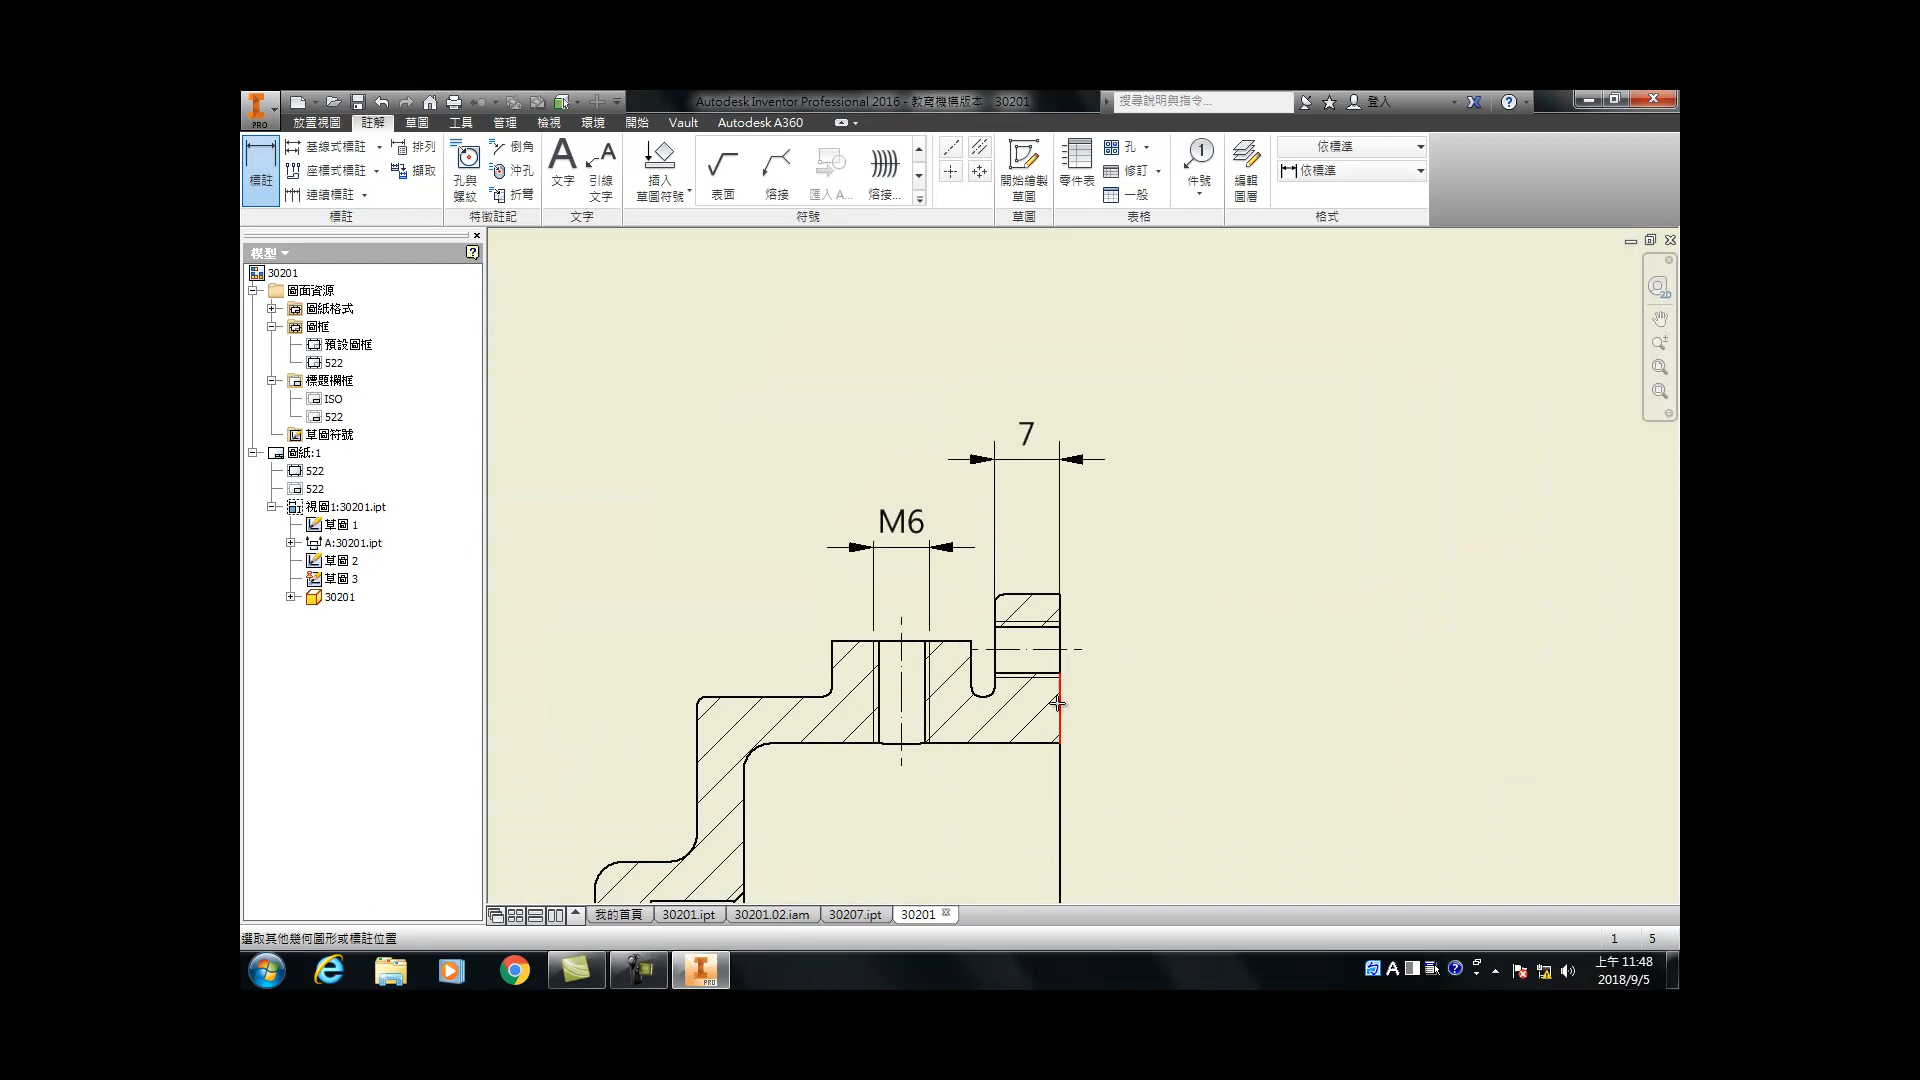 Autodesk Inventor Professional 2016 - 教育機構版本 30201
搜尋說明與指令...
登入
PRO
放置視圖 註解 草圖 工具 管理 檢視 環境 開始 Vault Autodesk A360
標註
基線式標註
座標式標註
連續標註
排列
擷取
標註
孔與
螺紋
倒角
沖孔
折彎
特徵註記
文字
引線
文字
文字
插入
草圖符號
表面
熔接
匯入 A...
熔接...
符號
開始繪製
草圖
草圖
零件表
孔
修訂
一般
表格
1
件號
編輯
圖層
依標準
依標準
格式
模型
30201
圖面資源
圖紙格式
圖框
預設圖框
522
標題欄框
ISO
522
草圖符號
圖紙:1
522
522
視圖1:30201.ipt
草圖 1
A:30201.ipt
草圖 2
草圖 3
30201
7
M6
2D
我的首頁 30201.ipt 30201.02.iam 30207.ipt 30201
選取其他幾何圖形或標註位置
1 5
PRO
A
上午 11:48
2018/9/5